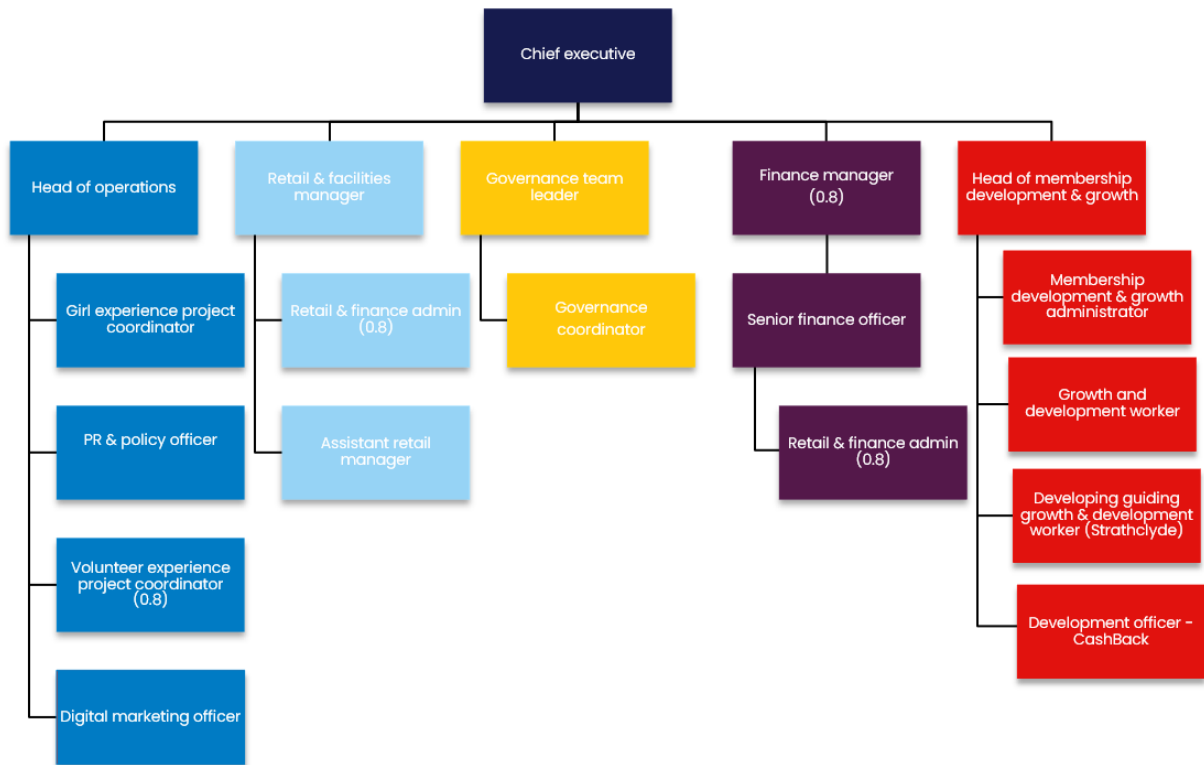 Chief executive
Head of operations
Retail & facilities
manager
Governance team
leader
Finance manager
(0.8)
Head of membership
development & growth
Girl experience project
coordinator
Retail & finance admin
(0.8)
Governance
coordinator
Senior finance officer
Membership
development & growth
administrator
PR & policy officer
Assistant retail
manager
Retail & finance admin
(0.8)
Growth and
development worker
Volunteer experience
project coordinator
(0.8)
Developing guiding
growth & development
worker (Strathclyde)
Digital marketing officer
Development officer -
CashBack